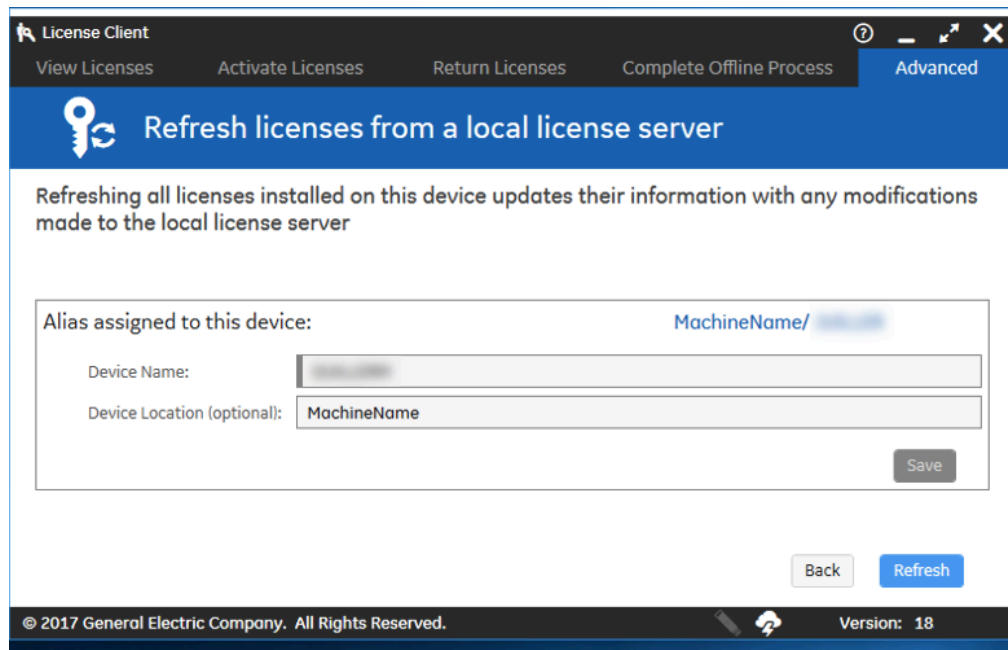 License Client
View Licenses Activate Licenses Return Licenses Complete Offline Process Advanced
Refresh licenses from a local license server
Refreshing all licenses installed on this device updates their information with any modifications
made to the local license server
Alias assigned to this device: MachineName/
Device Name:
Device Location (optional): MachineName
Save
Back Refresh
© 2017 General Electric Company. All Rights Reserved. Version: 18